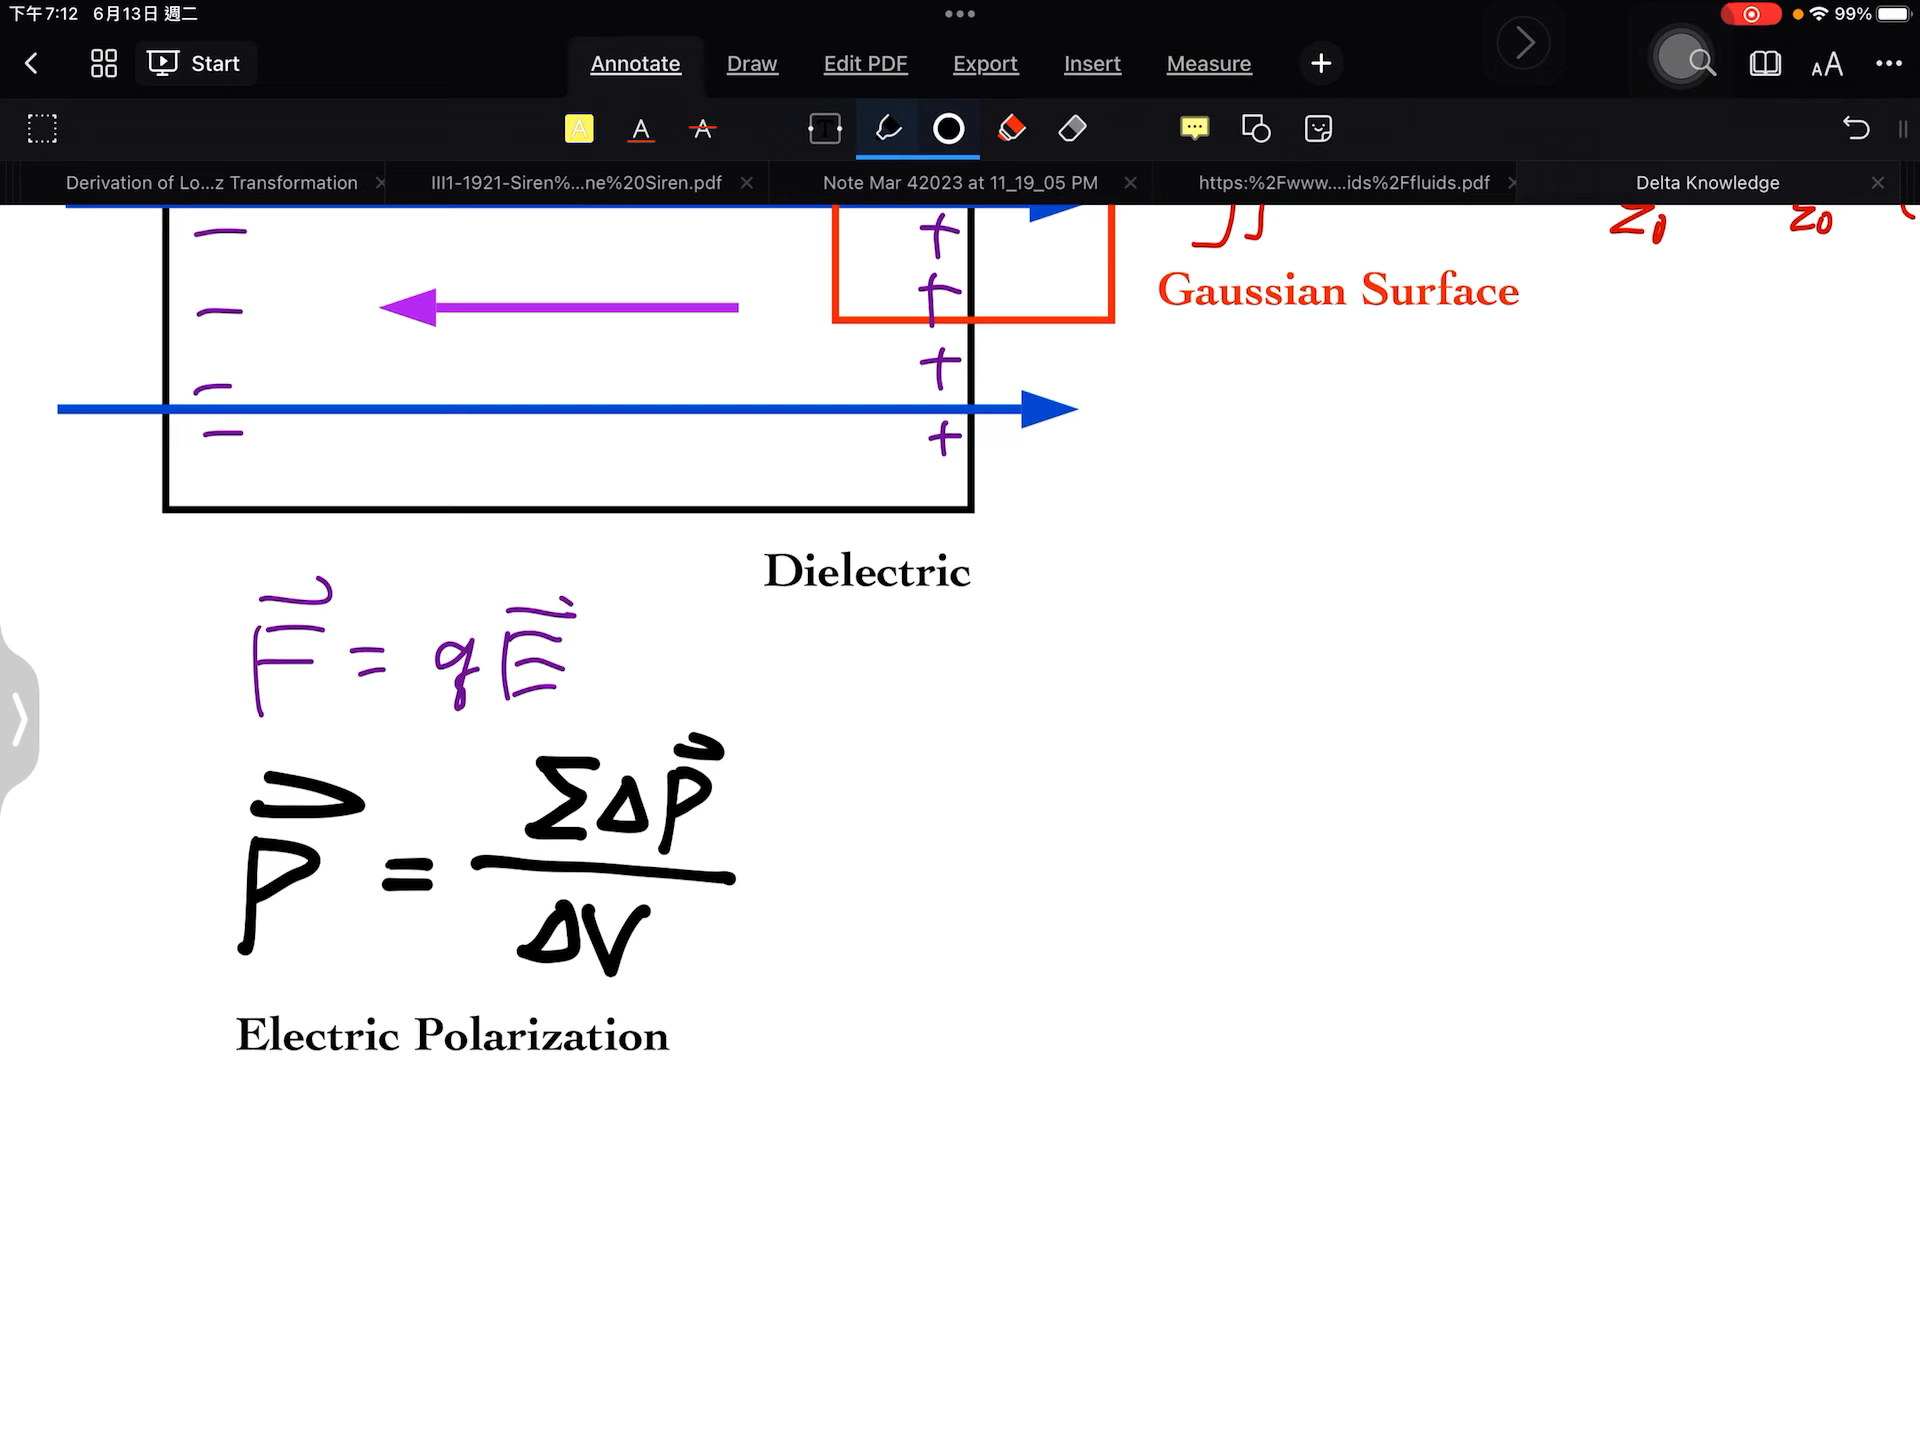 下午7:12 6月13日 週二 99%
Start Annotate Draw Edit PDF Export Insert Measure AA
A A A T
Derivation of Lo...z Transformation III1-1921-Siren%...ne%20Siren.pdf Note Mar 42023 at 11_19_05 PM https:%2Fwww....ids%2Ffluids.pdf Delta Knowledge
Gaussian Surface
Dielectric
F⃗ = qE⃗
P⃗ = ΣΔp⃗ / ΔV
Electric Polarization